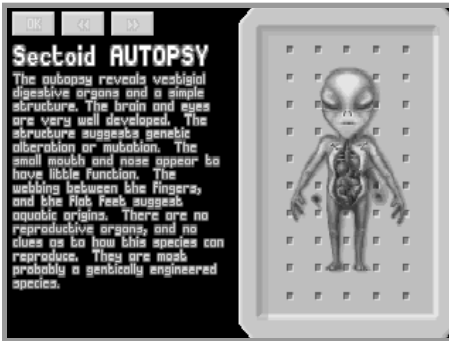 OK << >>
Sectoid AUTOPSY
The autopsy reveals vestigial
digestive organs and a simple
structure. The brain and eyes
are very well developed. The
structure suggests genetic
alteration or mutation. The
small mouth and nose appear to
have little function. The
webbing between the fingers,
and the flat feet suggest
aquatic origins. There are no
reproductive organs, and no
clues as to how this species can
reproduce. They are most
probably a gentically engineered
species.